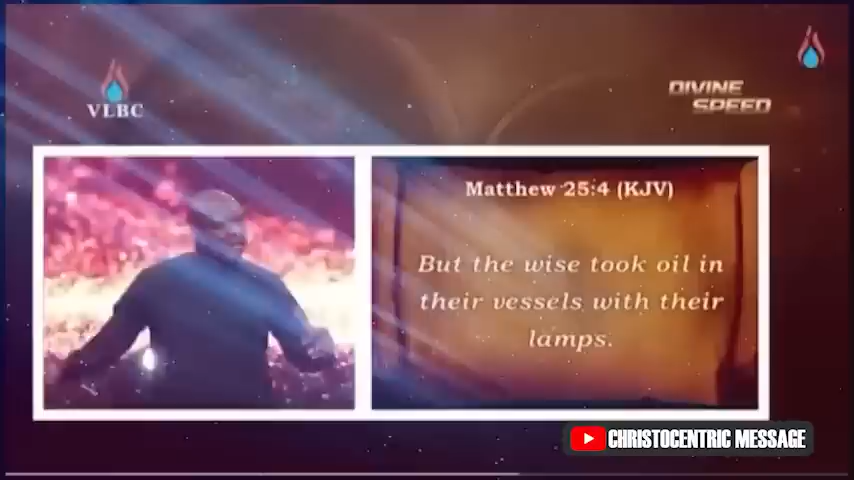 VLBC
DIVINE
SPEED
Matthew 25:4 (KJV)
But the wise took oil in
their vessels with their
lamps.
CHRISTOCENTRIC MESSAGE